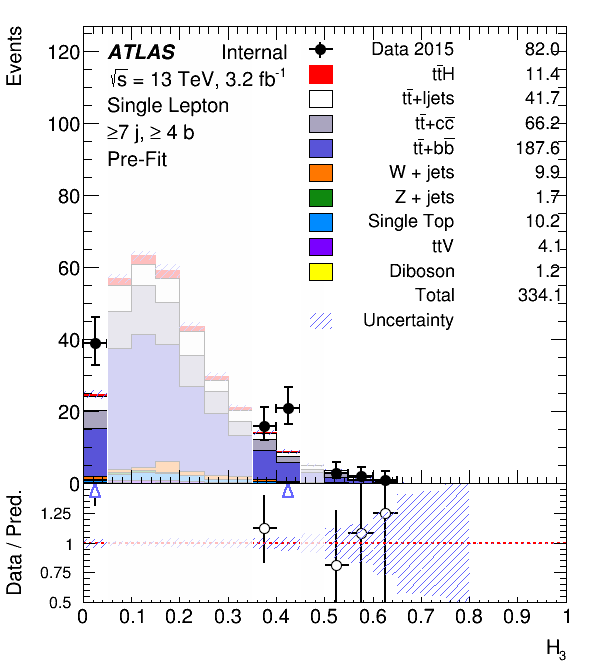 Events
120
100
80
60
40
20
0
ATLAS Internal
√s = 13 TeV, 3.2 fb⁻¹
Single Lepton
≥7 j, ≥ 4 b
Pre-Fit
Data 2015 82.0
tt̄H 11.4
tt̄+ljets 41.7
tt̄+cc̄ 66.2
tt̄+bb̄ 187.6
W + jets 9.9
Z + jets 1.7
Single Top 10.2
ttV 4.1
Diboson 1.2
Total 334.1
Uncertainty
Data / Pred.
1.25
1
0.75
0.5
0 0.1 0.2 0.3 0.4 0.5 0.6 0.7 0.8 0.9 1
H₃